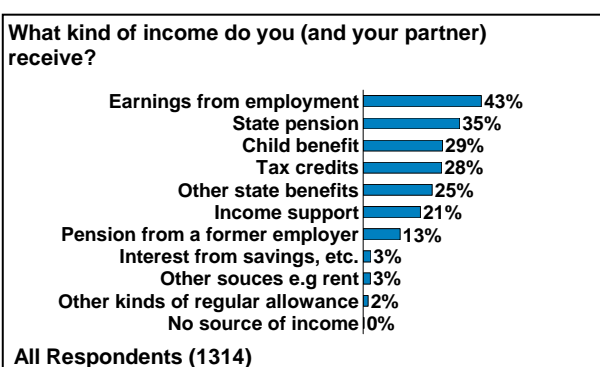 What kind of income do you (and your partner)
receive?
Earnings from employment 43%
State pension 35%
Child benefit 29%
Tax credits 28%
Other state benefits 25%
Income support 21%
Pension from a former employer 13%
Interest from savings, etc. 3%
Other souces e.g rent 3%
Other kinds of regular allowance 2%
No source of income 0%
All Respondents (1314)